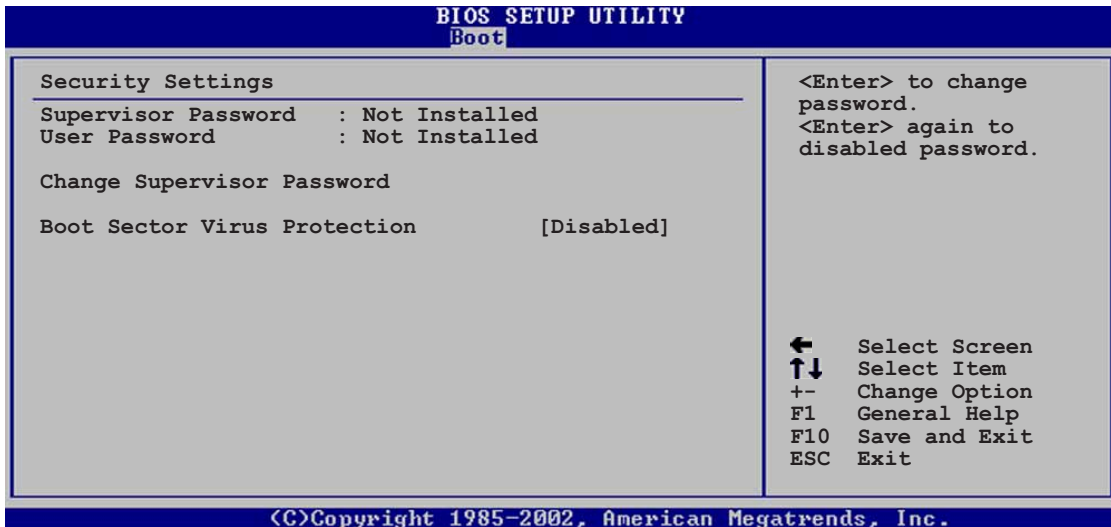 BIOS SETUP UTILITY
Boot
Security Settings
Supervisor Password : Not Installed
User Password : Not Installed
Change Supervisor Password
Boot Sector Virus Protection [Disabled]
<Enter> to change
password.
<Enter> again to
disabled password.
← Select Screen
↑↓ Select Item
+- Change Option
F1 General Help
F10 Save and Exit
ESC Exit
(C)Copyright 1985-2002, American Megatrends, Inc.